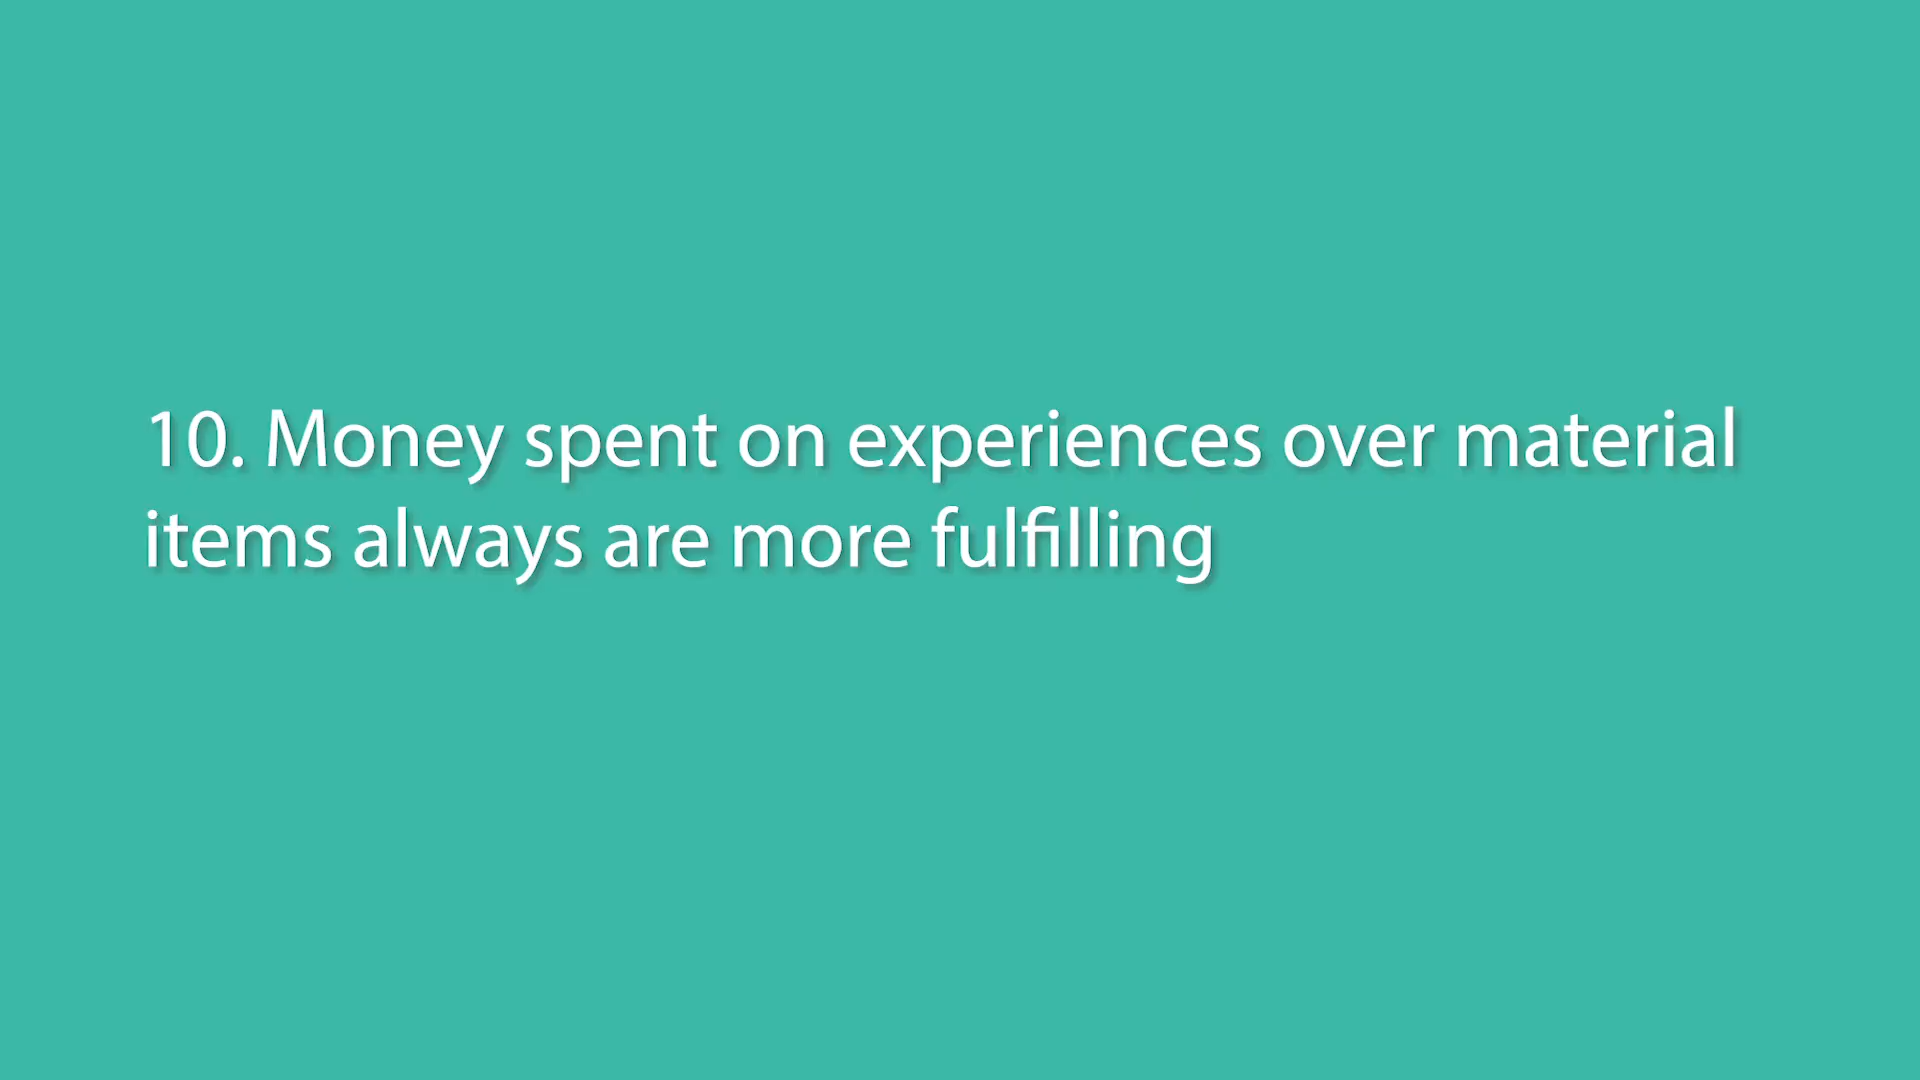 10. Money spent on experiences over material
items always are more fulfilling